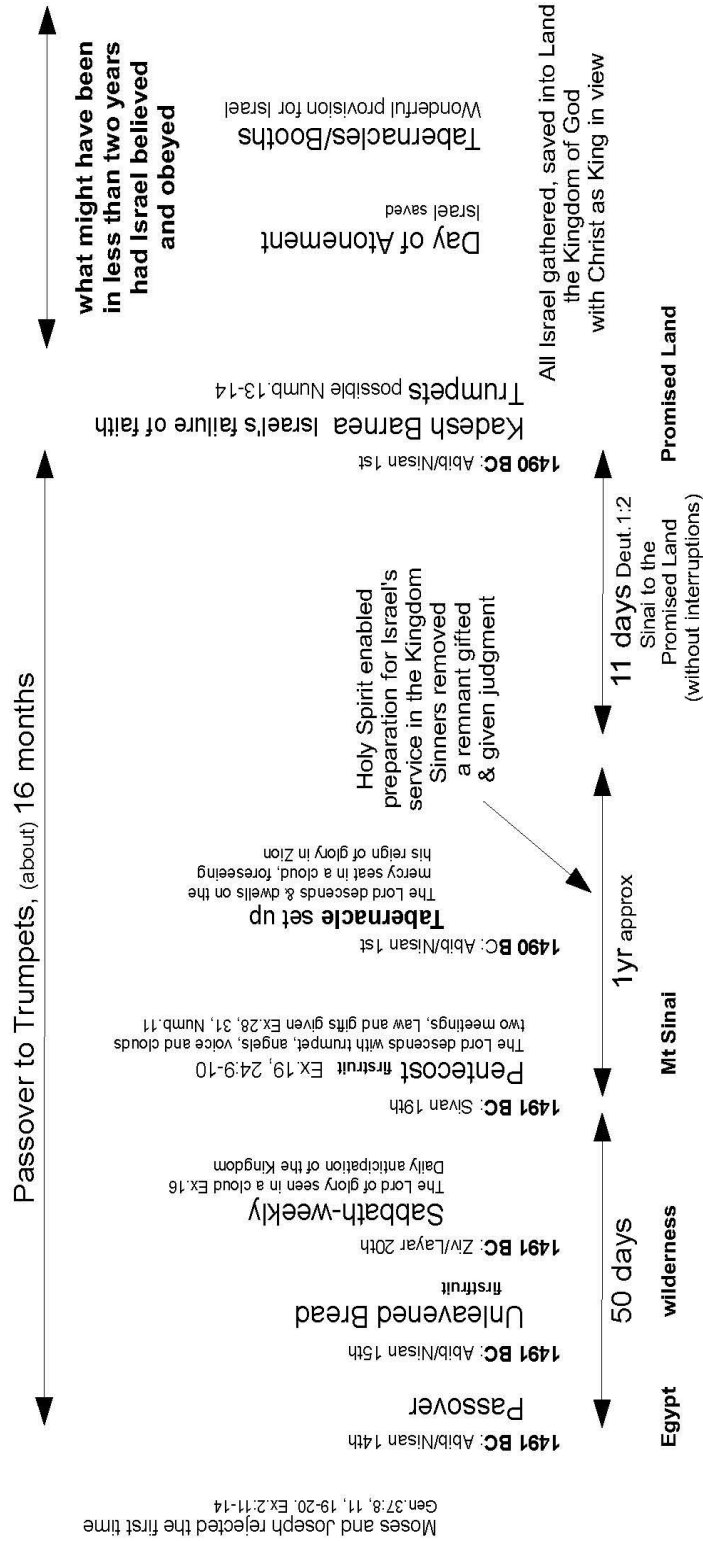 Passover to Trumpets, (about) 16 months
what might have been
in less than two years
had Israel believed
and obeyed
Moses and Joseph rejected the first time
Gen.37:8, 11, 19-20. Ex.2:11-14
1491 BC: Abib/Nisan 14th
Passover
1491 BC: Abib/Nisan 15th
Unleavened Bread
firstfruit
1491 BC: Ziv/Layar 20th
Sabbath-weekly
The Lord of glory seen in a cloud Ex.16
Daily anticipation of the Kingdom
1491 BC: Sivan 19th
Pentecost firstfruit Ex.19, 24:9-10
The Lord descends with trumpet, angels, voice and clouds
two meetings, Law and gifts given Ex.28, 31, Numb.11
1490 BC: Abib/Nisan 1st
Tabernacle set up
The Lord descends & dwells on the
mercy seat in a cloud, foreseeing
his reign of glory in Zion
Holy Spirit enabled
preparation for Israel's
service in the Kingdom
Sinners removed
a remnant gifted
& given judgment
1490 BC: Abib/Nisan 1st
Kadesh Barnea Israel's failure of faith
Trumpets possible Numb.13-14
Day of Atonement
Israel saved
Tabernacles/Booths
Wonderful provision for Israel
All Israel gathered, saved into Land
the Kingdom of God
with Christ as King in view
50 days
1yr approx
11 days Deut.1:2
Sinai to the
Promised Land
(without interruptions)
Egypt
wilderness
Mt Sinai
Promised Land